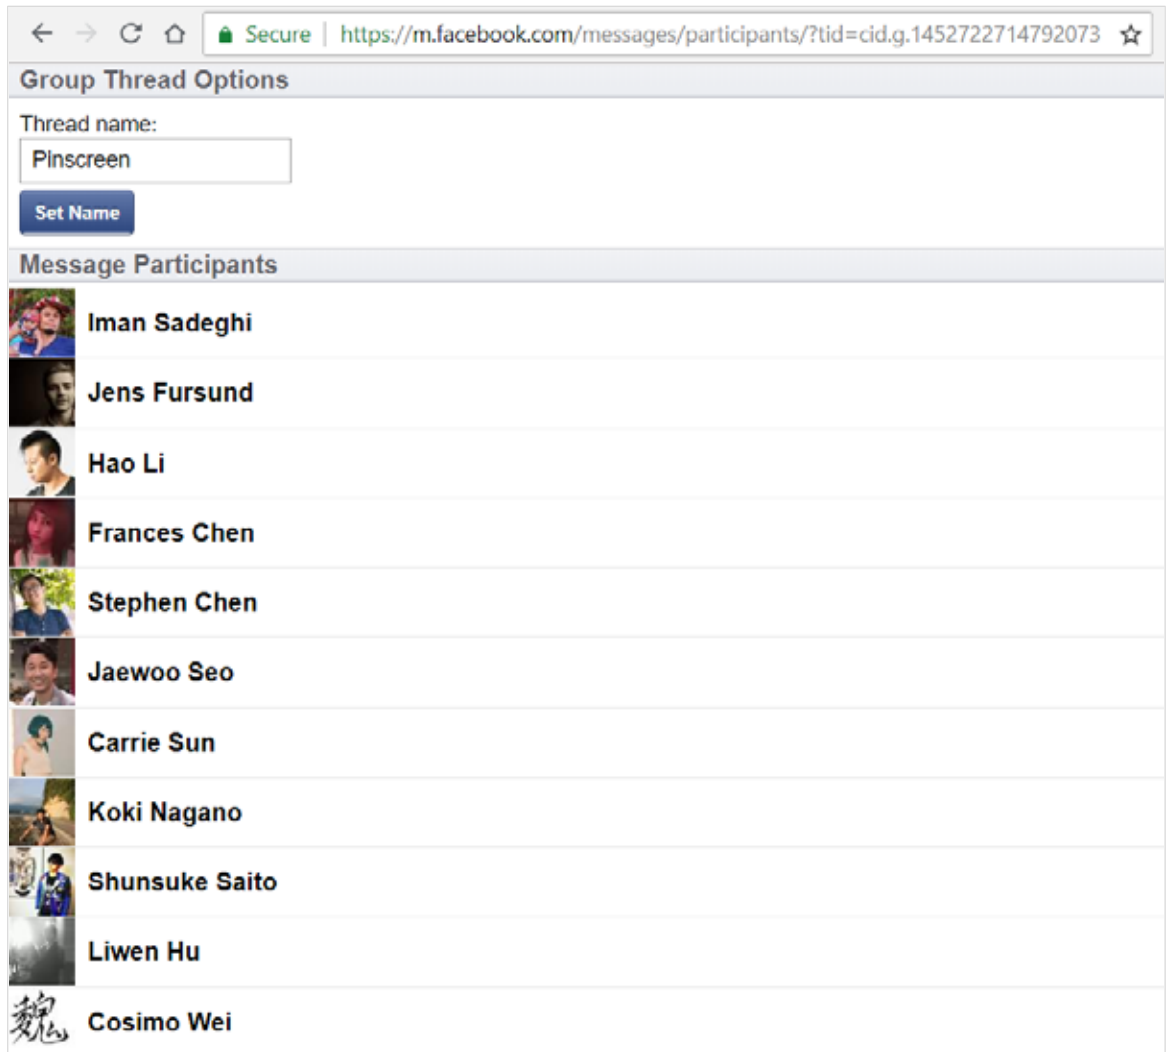 Secure | https://m.facebook.com/messages/participants/?tid=cid.g.1452722714792073
Group Thread Options
Thread name:
Pinscreen
Set Name
Message Participants
Iman Sadeghi
Jens Fursund
Hao Li
Frances Chen
Stephen Chen
Jaewoo Seo
Carrie Sun
Koki Nagano
Shunsuke Saito
Liwen Hu
魏
Cosimo Wei